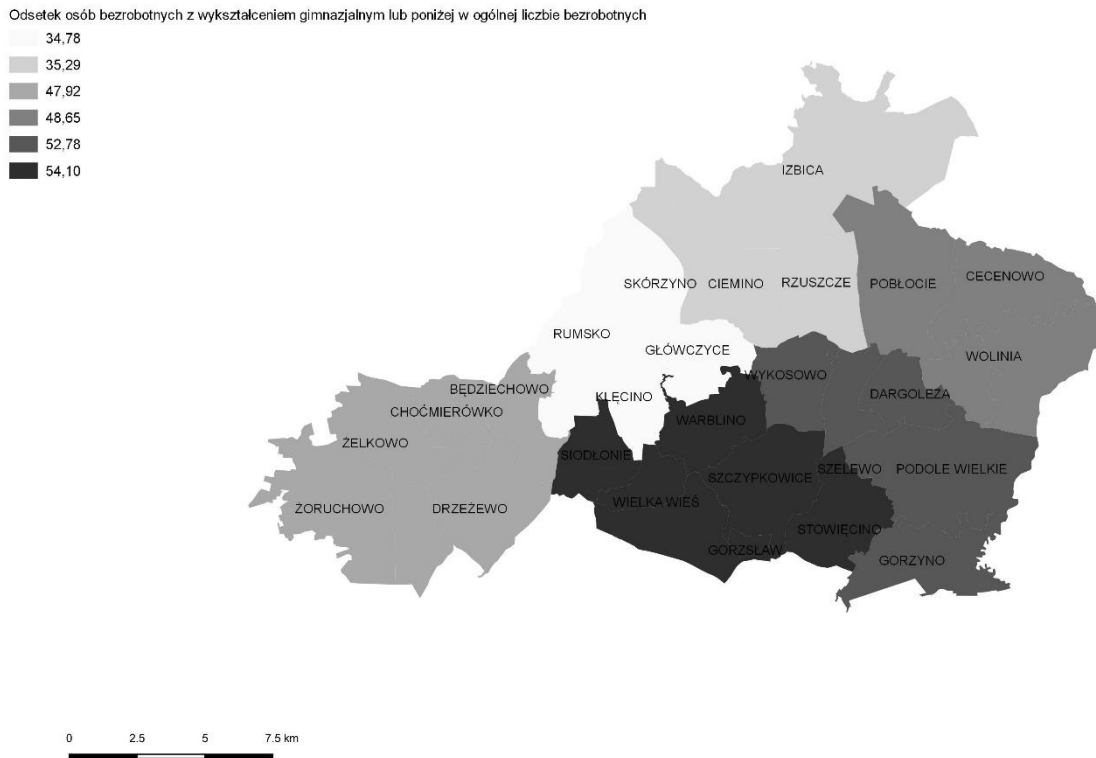 Odsetek osób bezrobotnych z wykształceniem gimnazjalnym lub poniżej w ogólnej liczbie bezrobotnych
34,78
35,29
47,92
48,65
52,78
54,10
IZBICA
SKÓRZYNO
CIEMINO
RZUSZCZE
POBŁOCIE
CECENOWO
RUMSKO
GŁÓWCZYCE
WOLINIA
WYKOSOWO
BĘDZIECHOWO
KLĘCINO
DARGOLEŻA
CHOĆMIERÓWKO
WARBLINO
ŻELKOWO
SIODŁONIE
SZCZYPKOWICE
SZELEWO
PODOLE WIELKIE
ŻORUCHOWO
DRZEŻEWO
WIELKA WIEŚ
STOWIĘCINO
GORZSŁAW
GORZYNO
0 2.5 5 7.5 km